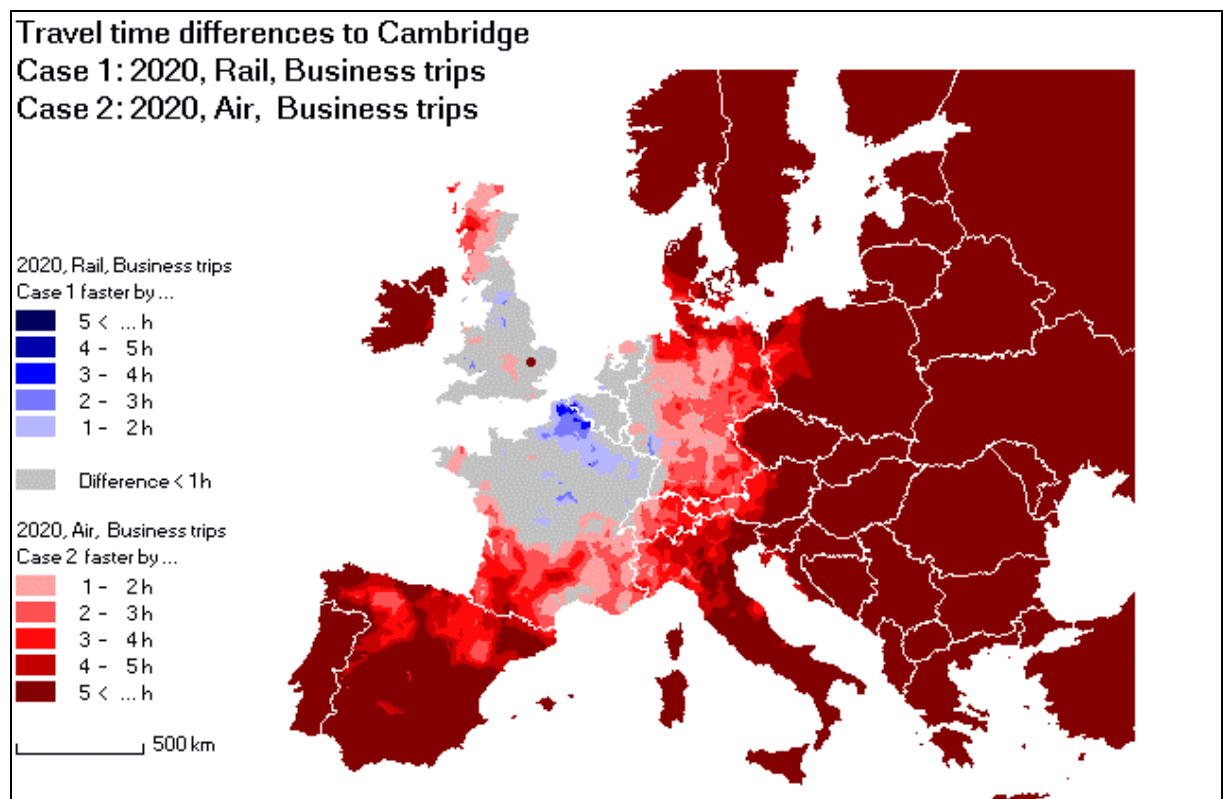 Travel time differences to Cambridge
Case 1: 2020, Rail, Business trips
Case 2: 2020, Air, Business trips
2020, Rail, Business trips
Case 1 faster by ...
5 < ... h
4 - 5 h
3 - 4 h
2 - 3 h
1 - 2 h
Difference < 1h
2020, Air, Business trips
Case 2 faster by ...
1 - 2 h
2 - 3 h
3 - 4 h
4 - 5 h
5 < ... h
500 km